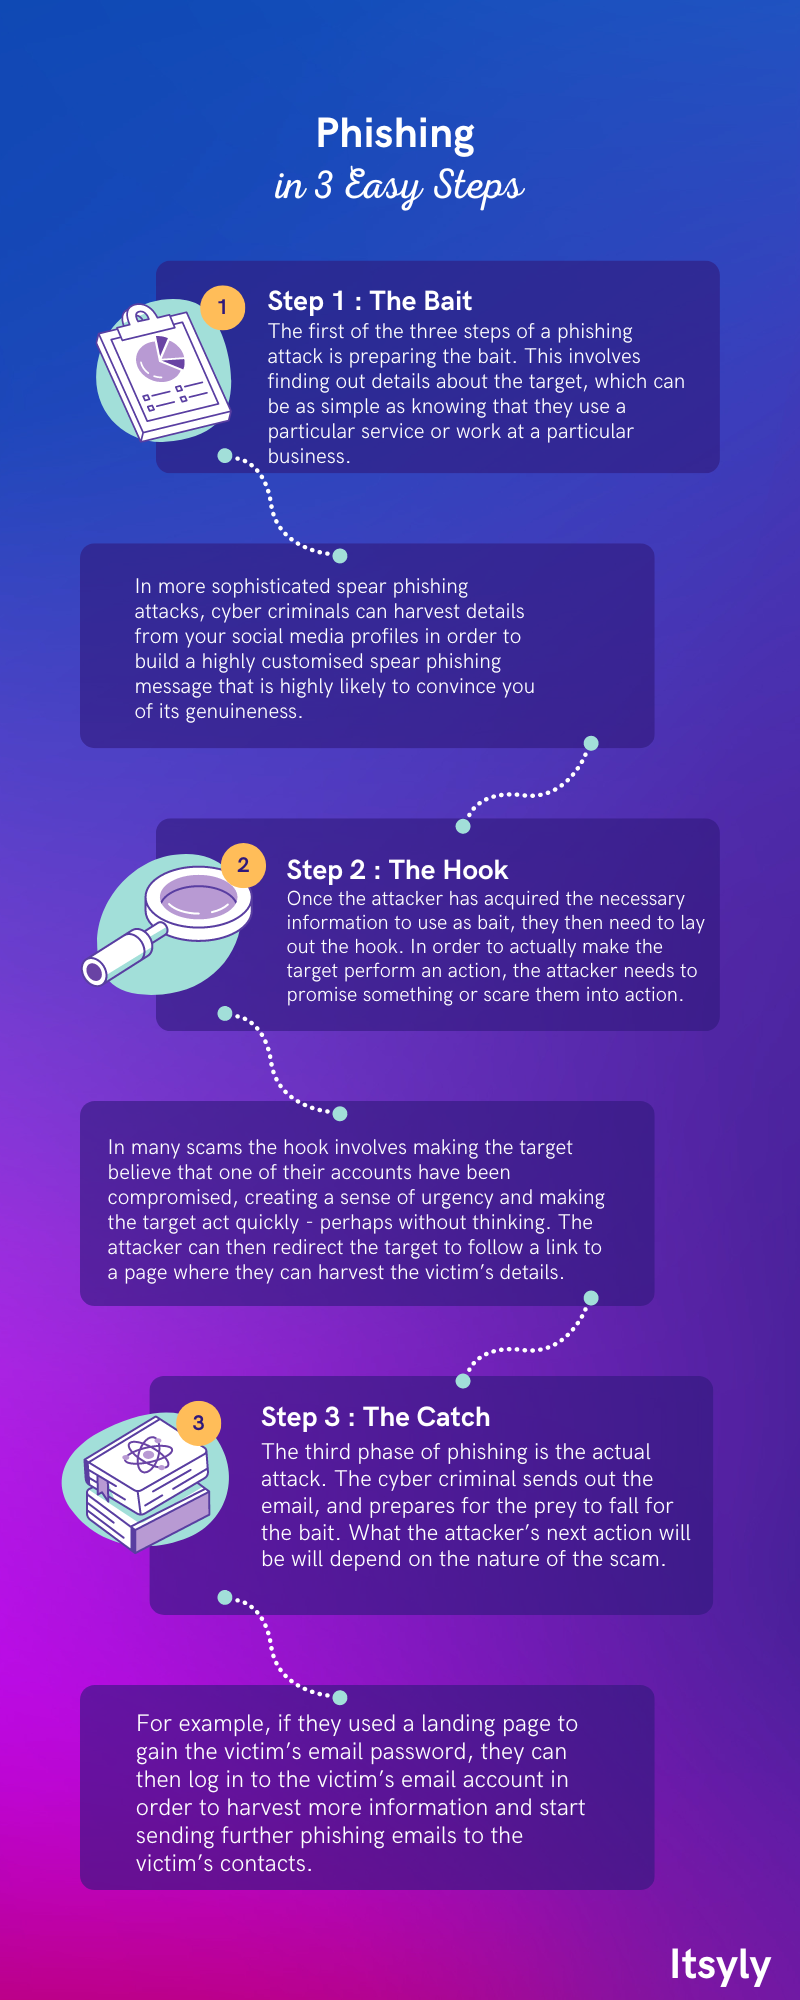 Phishing
in 3 Easy Steps
1
Step 1 : The Bait
The first of the three steps of a phishing
attack is preparing the bait. This involves
finding out details about the target, which can
be as simple as knowing that they use a
particular service or work at a particular
business.
In more sophisticated spear phishing
attacks, cyber criminals can harvest details
from your social media profiles in order to
build a highly customised spear phishing
message that is highly likely to convince you
of its genuineness.
2
Step 2 : The Hook
Once the attacker has acquired the necessary
information to use as bait, they then need to lay
out the hook. In order to actually make the
target perform an action, the attacker needs to
promise something or scare them into action.
In many scams the hook involves making the target
believe that one of their accounts have been
compromised, creating a sense of urgency and making
the target act quickly - perhaps without thinking. The
attacker can then redirect the target to follow a link to
a page where they can harvest the victim's details.
3
Step 3 : The Catch
The third phase of phishing is the actual
attack. The cyber criminal sends out the
email, and prepares for the prey to fall for
the bait. What the attacker's next action will
be will depend on the nature of the scam.
For example, if they used a landing page to
gain the victim's email password, they can
then log in to the victim's email account in
order to harvest more information and start
sending further phishing emails to the
victim's contacts.
Itsyly